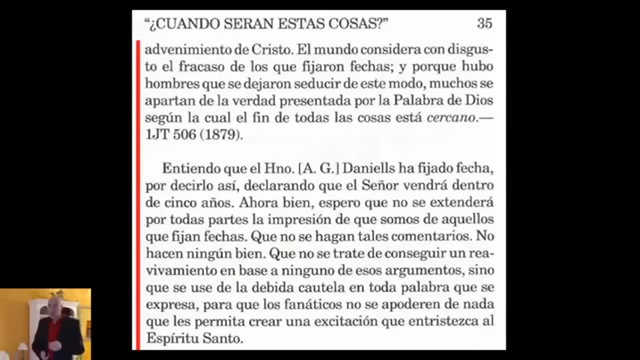 "¿CUANDO SERAN ESTAS COSAS?" 35
advenimiento de Cristo. El mundo considera con disgus-
to el fracaso de los que fijaron fechas; y porque hubo
hombres que se dejaron seducir de este modo, muchos se
apartan de la verdad presentada por la Palabra de Dios
según la cual el fin de todas las cosas está cercano.—
1JT 506 (1879).
Entiendo que el Hno. [A. G.] Daniells ha fijado fecha,
por decirlo así, declarando que el Señor vendrá dentro
de cinco años. Ahora bien, espero que no se extenderá
por todas partes la impresión de que somos de aquellos
que fijan fechas. Que no se hagan tales comentarios. No
hacen ningún bien. Que no se trate de conseguir un rea-
vivamiento en base a ninguno de esos argumentos, sino
que se use de la debida cautela en toda palabra que se
expresa, para que los fanáticos no se apoderen de nada
que les permita crear una excitación que entristezca al
Espíritu Santo.